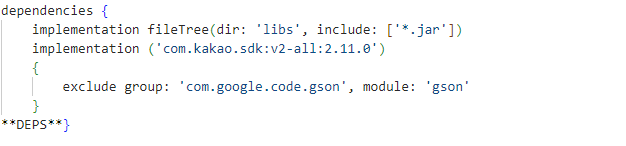 dependencies {
    implementation fileTree(dir: 'libs', include: ['*.jar'])
    implementation ('com.kakao.sdk:v2-all:2.11.0')
    {
        exclude group: 'com.google.code.gson', module: 'gson'
    }
**DEPS**}